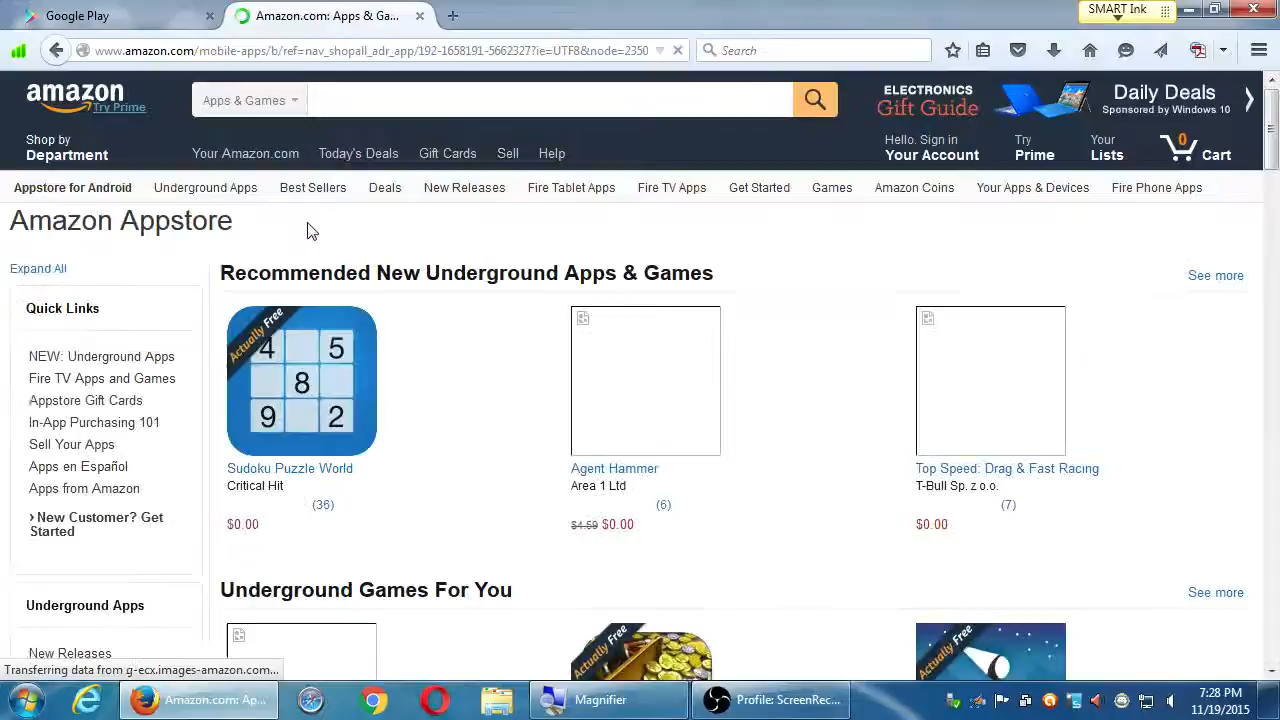 Google Play
Amazon.com: Apps & Ga...
SMART Ink
www.amazon.com/mobile-apps/b/ref=nav_shopall_adr_app/192-1658191-5662327?ie=UTF8&node=2350
Search
amazon
Try Prime
Apps & Games
ELECTRONICS
Gift Guide
Daily Deals
Sponsored by Windows 10
Shop by
Department
Your Amazon.com Today's Deals Gift Cards Sell Help
Hello. Sign in
Your Account
Try
Prime
Your
Lists
0
Cart
Appstore for Android Underground Apps Best Sellers Deals New Releases Fire Tablet Apps Fire TV Apps Get Started Games Amazon Coins Your Apps & Devices Fire Phone Apps
Amazon Appstore
Expand All
Quick Links
NEW: Underground Apps
Fire TV Apps and Games
Appstore Gift Cards
In-App Purchasing 101
Sell Your Apps
Apps en Español
Apps from Amazon
› New Customer? Get
Started
Underground Apps
New Releases
Recommended New Underground Apps & Games
See more
Actually Free
4 5
8
9 2
Sudoku Puzzle World
Critical Hit
(36)
$0.00
Agent Hammer
Area 1 Ltd
(6)
$4.59 $0.00
Top Speed: Drag & Fast Racing
T-Bull Sp. z o.o.
(7)
$0.00
Underground Games For You
See more
Actually Free
Actually Free
Transferring data from g-ecx.images-amazon.com...
Amazon.com: Ap...
Magnifier
Profile: ScreenRec...
7:28 PM
11/19/2015